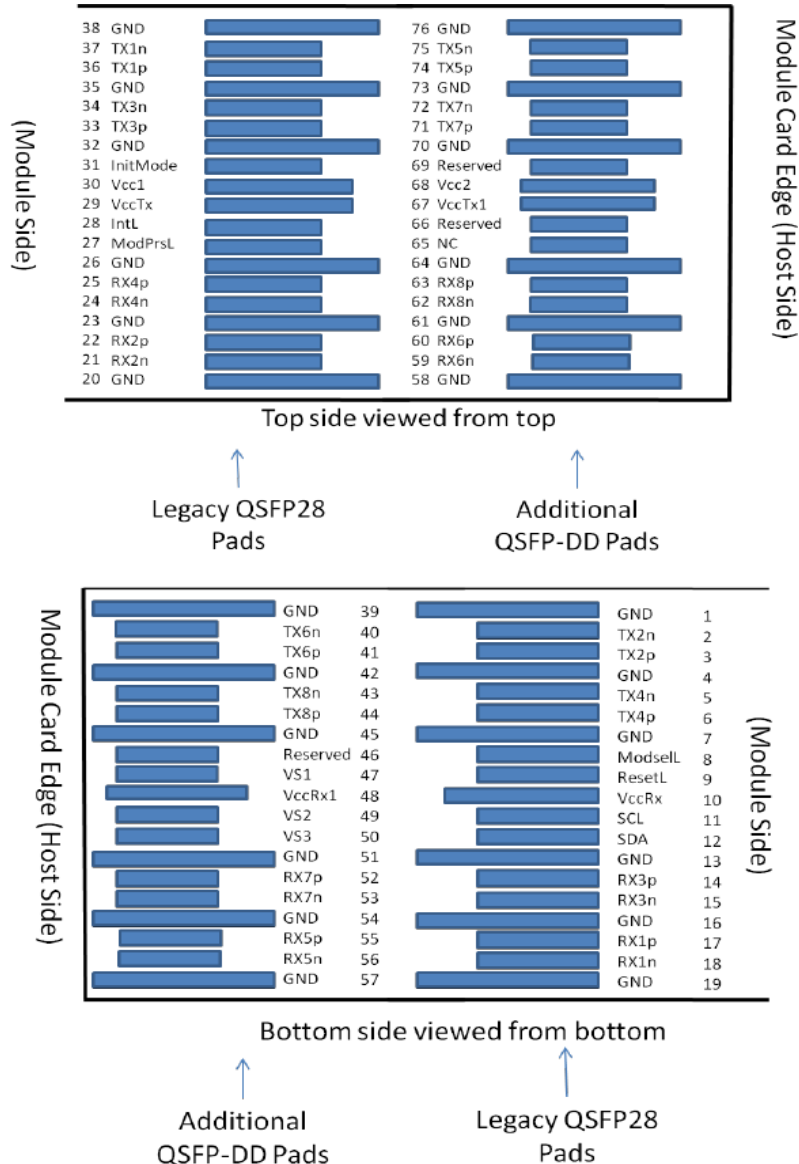 38 GND 76 GND
37 TX1n 75 TX5n
36 TX1p 74 TX5p
35 GND 73 GND
34 TX3n 72 TX7n
33 TX3p 71 TX7p
32 GND 70 GND
31 InitMode 69 Reserved
30 Vcc1 68 Vcc2
29 VccTx 67 VccTx1
28 IntL 66 Reserved
27 ModPrsL 65 NC
26 GND 64 GND
25 RX4p 63 RX8p
24 RX4n 62 RX8n
23 GND 61 GND
22 RX2p 60 RX6p
21 RX2n 59 RX6n
20 GND 58 GND
(Module Side)
Module Card Edge (Host Side)
Top side viewed from top
Legacy QSFP28
Pads
Additional
QSFP-DD Pads
GND 39 GND 1
TX6n 40 TX2n 2
TX6p 41 TX2p 3
GND 42 GND 4
TX8n 43 TX4n 5
TX8p 44 TX4p 6
GND 45 GND 7
Reserved 46 ModselL 8
VS1 47 ResetL 9
VccRx1 48 VccRx 10
VS2 49 SCL 11
VS3 50 SDA 12
GND 51 GND 13
RX7p 52 RX3p 14
RX7n 53 RX3n 15
GND 54 GND 16
RX5p 55 RX1p 17
RX5n 56 RX1n 18
GND 57 GND 19
Module Card Edge (Host Side)
(Module Side)
Bottom side viewed from bottom
Additional
QSFP-DD Pads
Legacy QSFP28
Pads